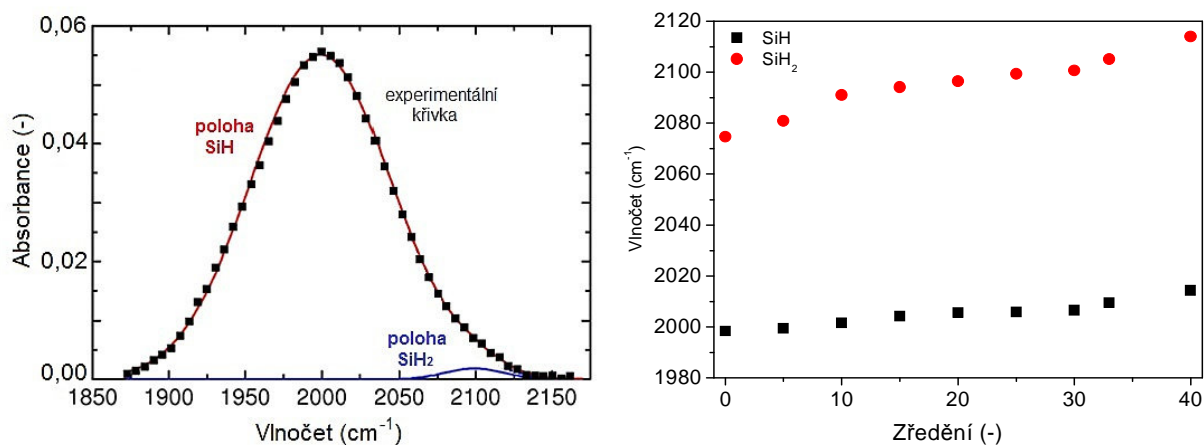 0,06
0,04
0,02
0,00
Absorbance (-)
experimentální
křivka
poloha
SiH
poloha
SiH₂
1850 1900 1950 2000 2050 2100 2150
Vlnočet (cm⁻¹)
2120
2100
2080
2060
2040
2020
2000
1980
Vlnočet (cm⁻¹)
SiH
SiH₂
0 10 20 30 40
Zředění (-)